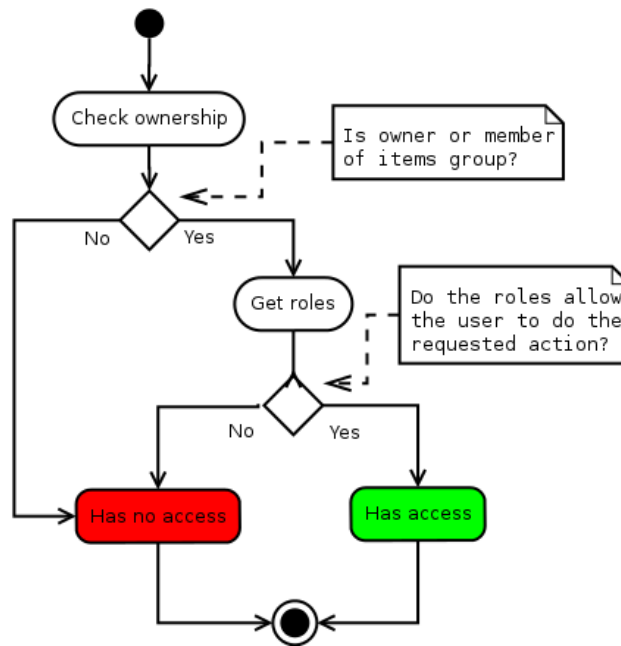 Check ownership
Is owner or member
of items group?
No
Yes
Get roles
Do the roles allow
the user to do the
requested action?
No
Yes
Has no access
Has access